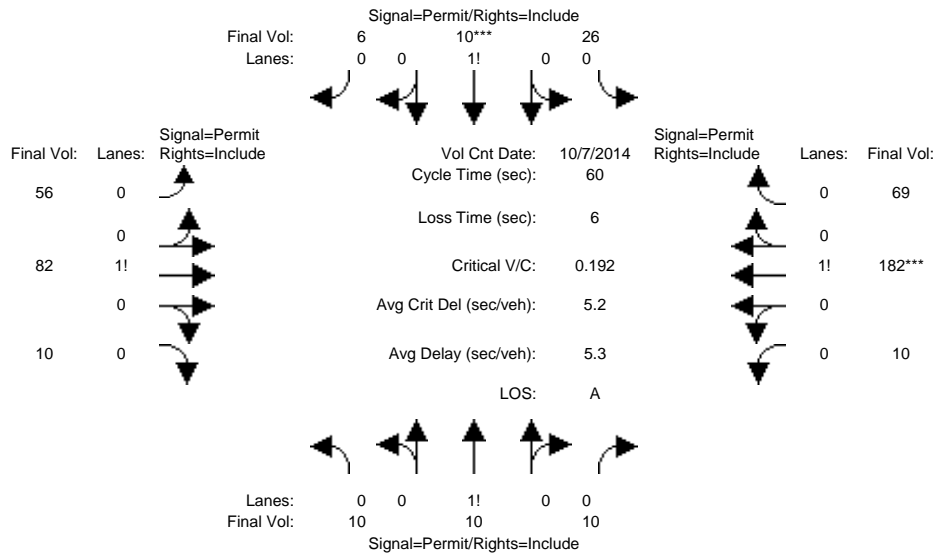 Signal=Permit/Rights=Include
Final Vol: 6 10*** 26
Lanes: 0 0 1! 0 0
Signal=Permit Signal=Permit
Final Vol: Lanes: Rights=Include Vol Cnt Date: 10/7/2014 Rights=Include Lanes: Final Vol:
Cycle Time (sec): 60
56 0 0 69
Loss Time (sec): 6
0 0
82 1! Critical V/C: 0.192 1! 182***
0 Avg Crit Del (sec/veh): 5.2 0
10 0 Avg Delay (sec/veh): 5.3 0 10
LOS: A
Lanes: 0 0 1! 0 0
Final Vol: 10 10 10
Signal=Permit/Rights=Include